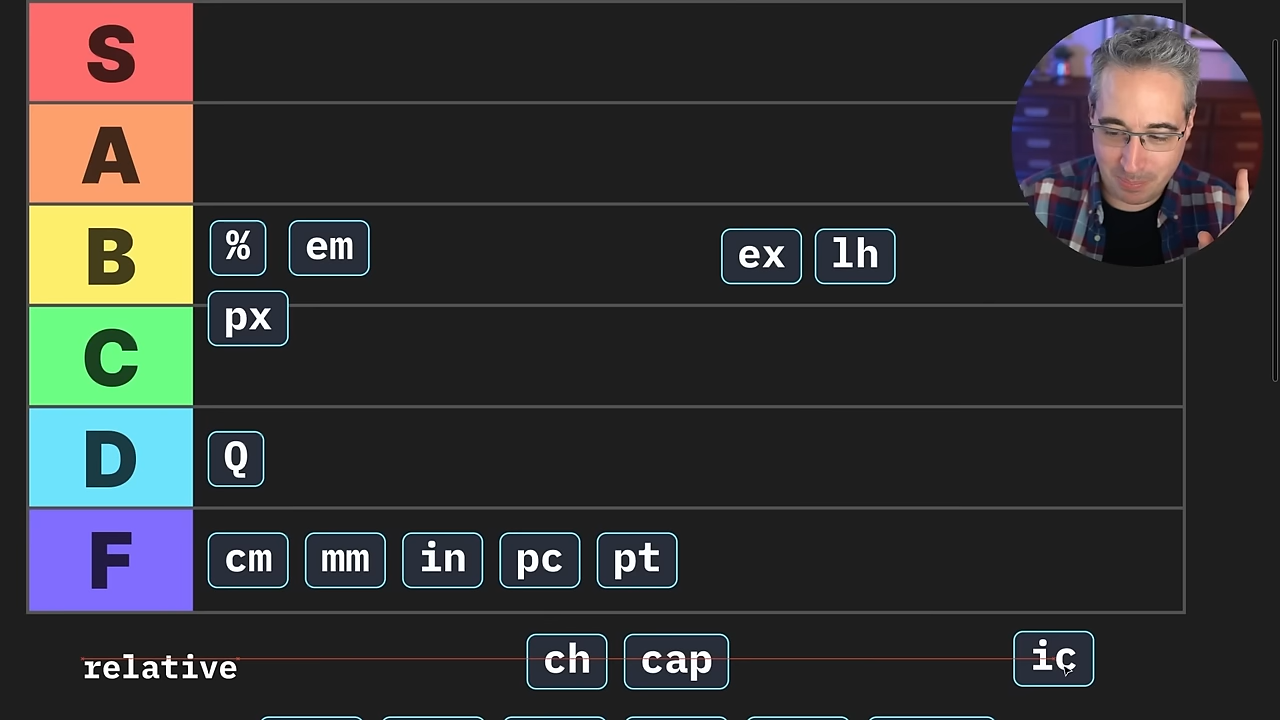 S
A
B % em ex lh
px
C
D Q
F cm mm in pc pt
relative ch cap ic